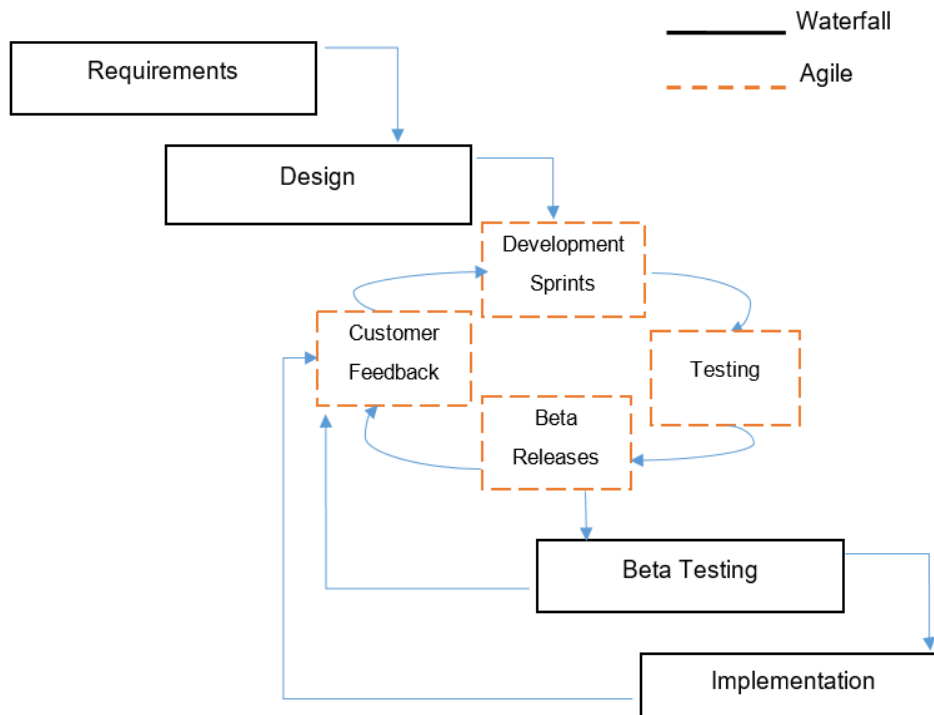 Waterfall
Requirements
Agile
Design
Development
Sprints
Customer
Feedback
Testing
Beta
Releases
Beta Testing
Implementation